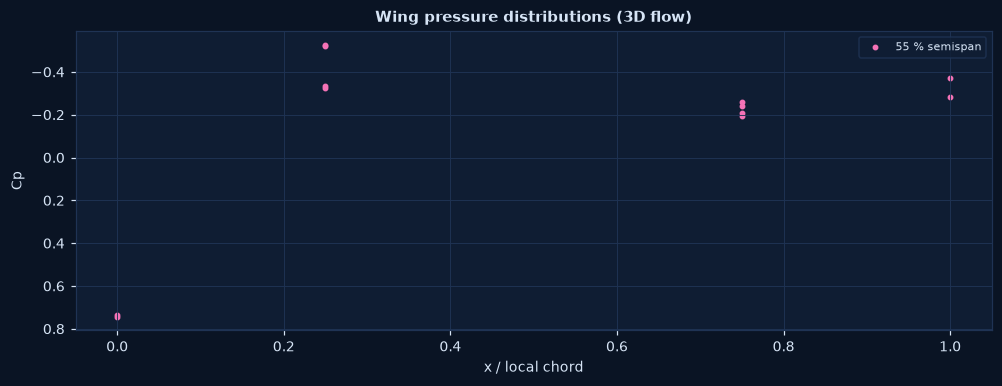 Wing pressure distributions (3D flow)
55 % semispan
Cp
−0.4
−0.2
0.0
0.2
0.4
0.6
0.8
0.0 0.2 0.4 0.6 0.8 1.0
x / local chord